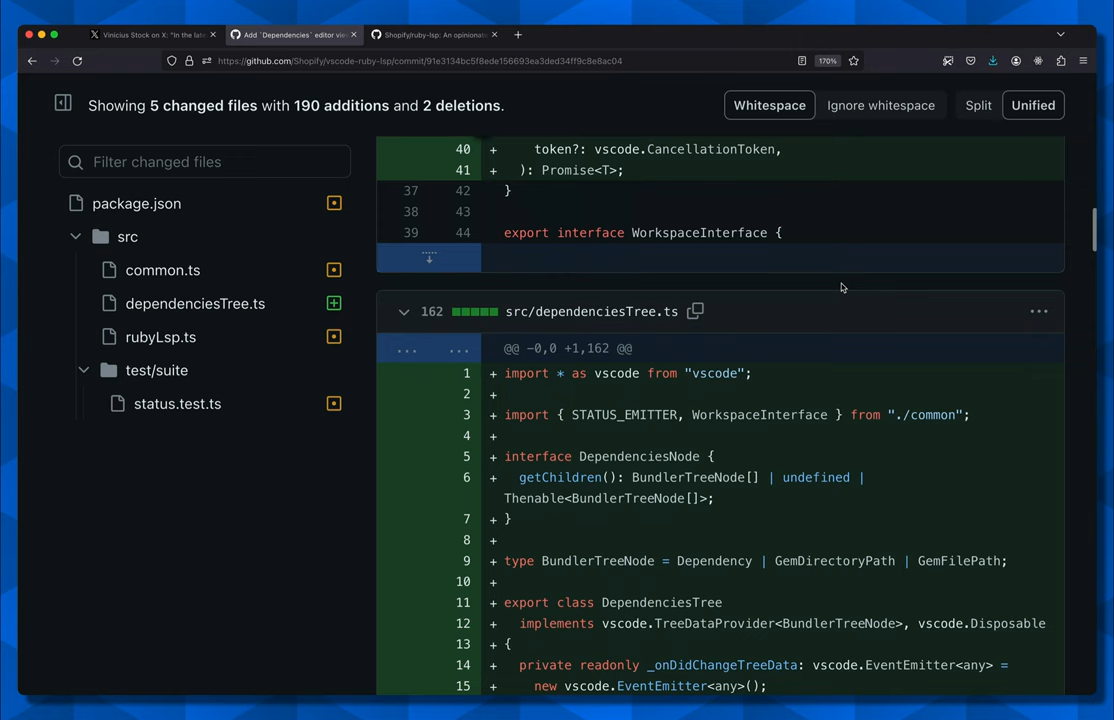 Vinicius Stock on X: "In the late
Add `Dependencies` editor vie
Shopify/ruby-lsp: An opinionate
https://github.com/Shopify/vscode-ruby-lsp/commit/91e3134bc5f8ede156693ea3ded34ff9c8e8ac04
170%
Showing 5 changed files with 190 additions and 2 deletions.
Whitespace
Ignore whitespace
Split
Unified
Filter changed files
package.json
src
common.ts
dependenciesTree.ts
rubyLsp.ts
test/suite
status.test.ts
40 + token?: vscode.CancellationToken,
41 + ): Promise<T>;
37 42 }
38 43
39 44 export interface WorkspaceInterface {
162 src/dependenciesTree.ts
... ... @@ -0,0 +1,162 @@
1 + import * as vscode from "vscode";
2 +
3 + import { STATUS_EMITTER, WorkspaceInterface } from "./common";
4 +
5 + interface DependenciesNode {
6 + getChildren(): BundlerTreeNode[] | undefined |
Thenable<BundlerTreeNode[]>;
7 + }
8 +
9 + type BundlerTreeNode = Dependency | GemDirectoryPath | GemFilePath;
10 +
11 + export class DependenciesTree
12 + implements vscode.TreeDataProvider<BundlerTreeNode>, vscode.Disposable
13 + {
14 + private readonly _onDidChangeTreeData: vscode.EventEmitter<any> =
15 + new vscode.EventEmitter<any>();